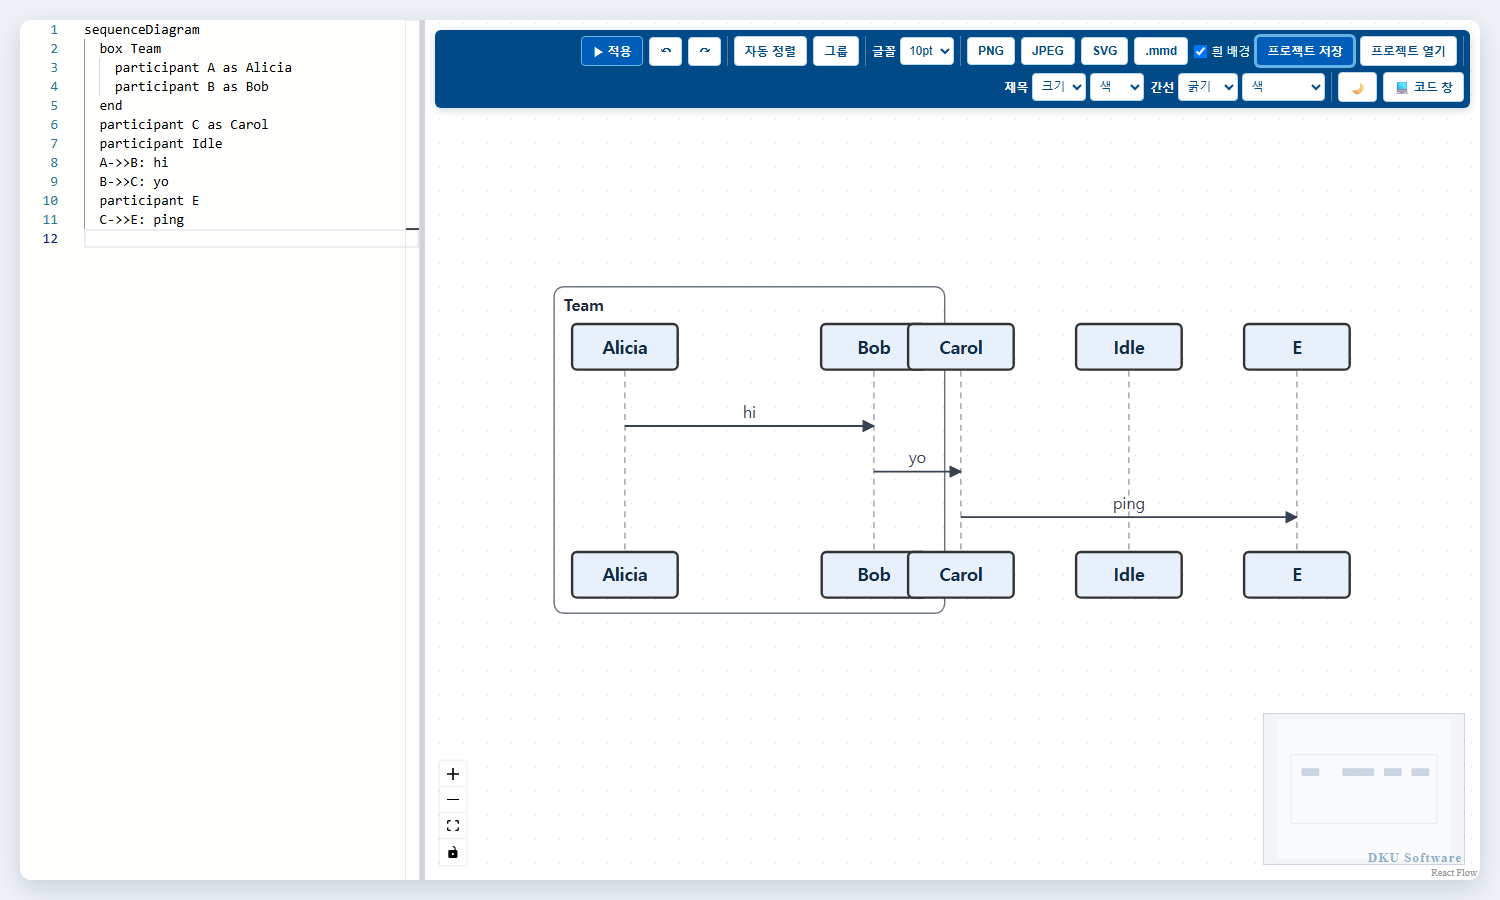 1 sequenceDiagram
2 box Team
3 participant A as Alicia
4 participant B as Bob
5 end
6 participant C as Carol
7 participant Idle
8 A->>B: hi
9 B->>C: yo
10 participant E
11 C->>E: ping
12
▶ 적용 자동 정렬 그룹 글꼴 10pt PNG JPEG SVG .mmd 흰 배경 프로젝트 저장 프로젝트 열기
제목 크기 색 간선 굵기 색 코드 창
Team
Alicia Bob Carol Idle E
hi
yo
ping
Alicia Bob Carol Idle E
DKU Software
React Flow